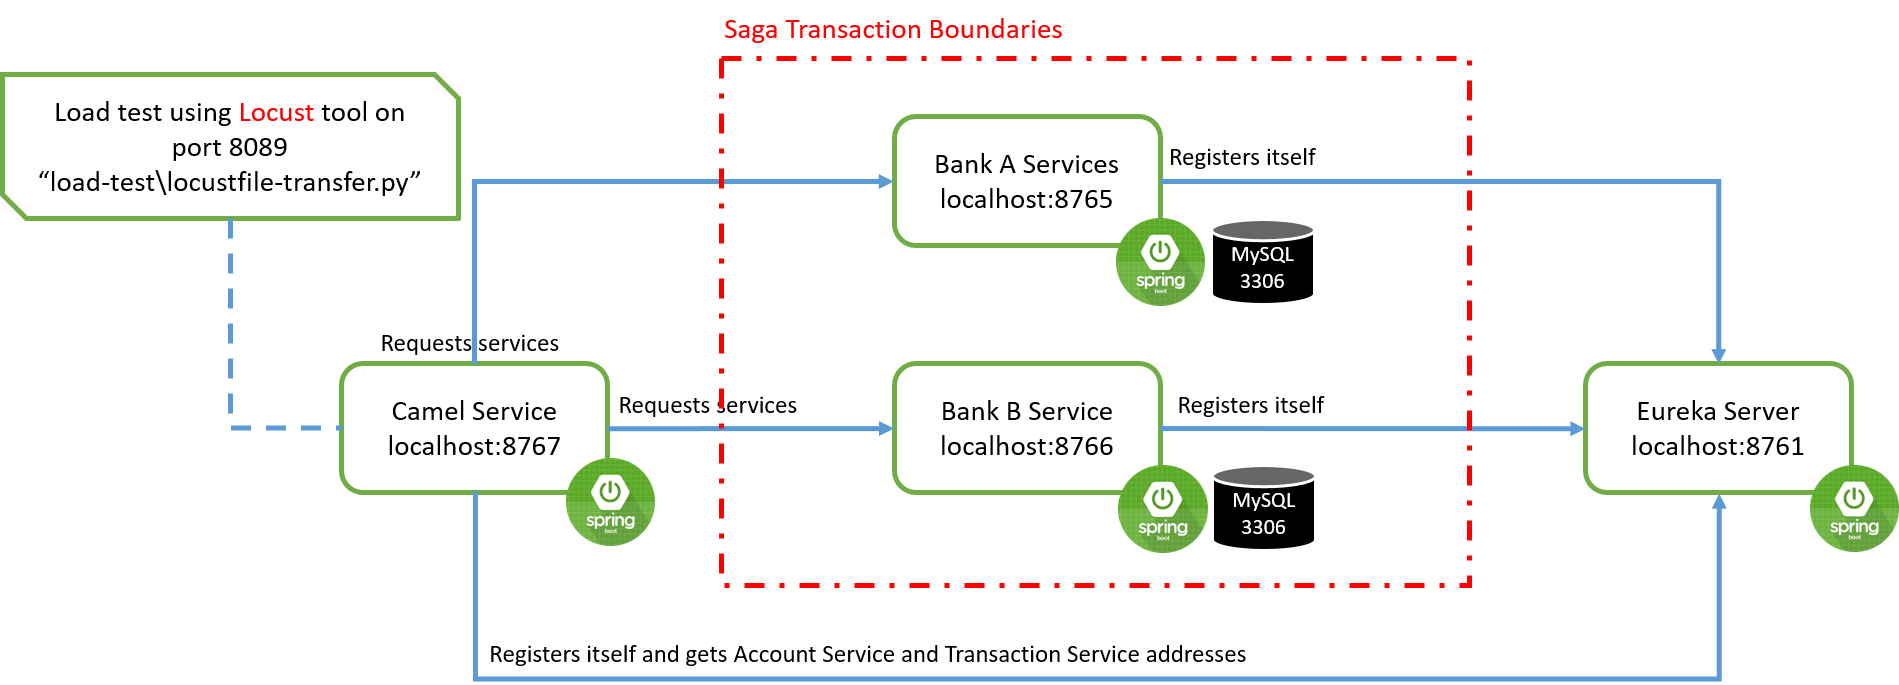 Saga Transaction Boundaries
Load test using Locust tool on
port 8089
“load-test\locustfile-transfer.py”
Bank A Services
localhost:8765
Registers itself
spring
boot
MySQL
3306
Requests services
Camel Service
localhost:8767
spring
boot
Requests services
Bank B Service
localhost:8766
Registers itself
spring
boot
MySQL
3306
Eureka Server
localhost:8761
spring
boot
Registers itself and gets Account Service and Transaction Service addresses